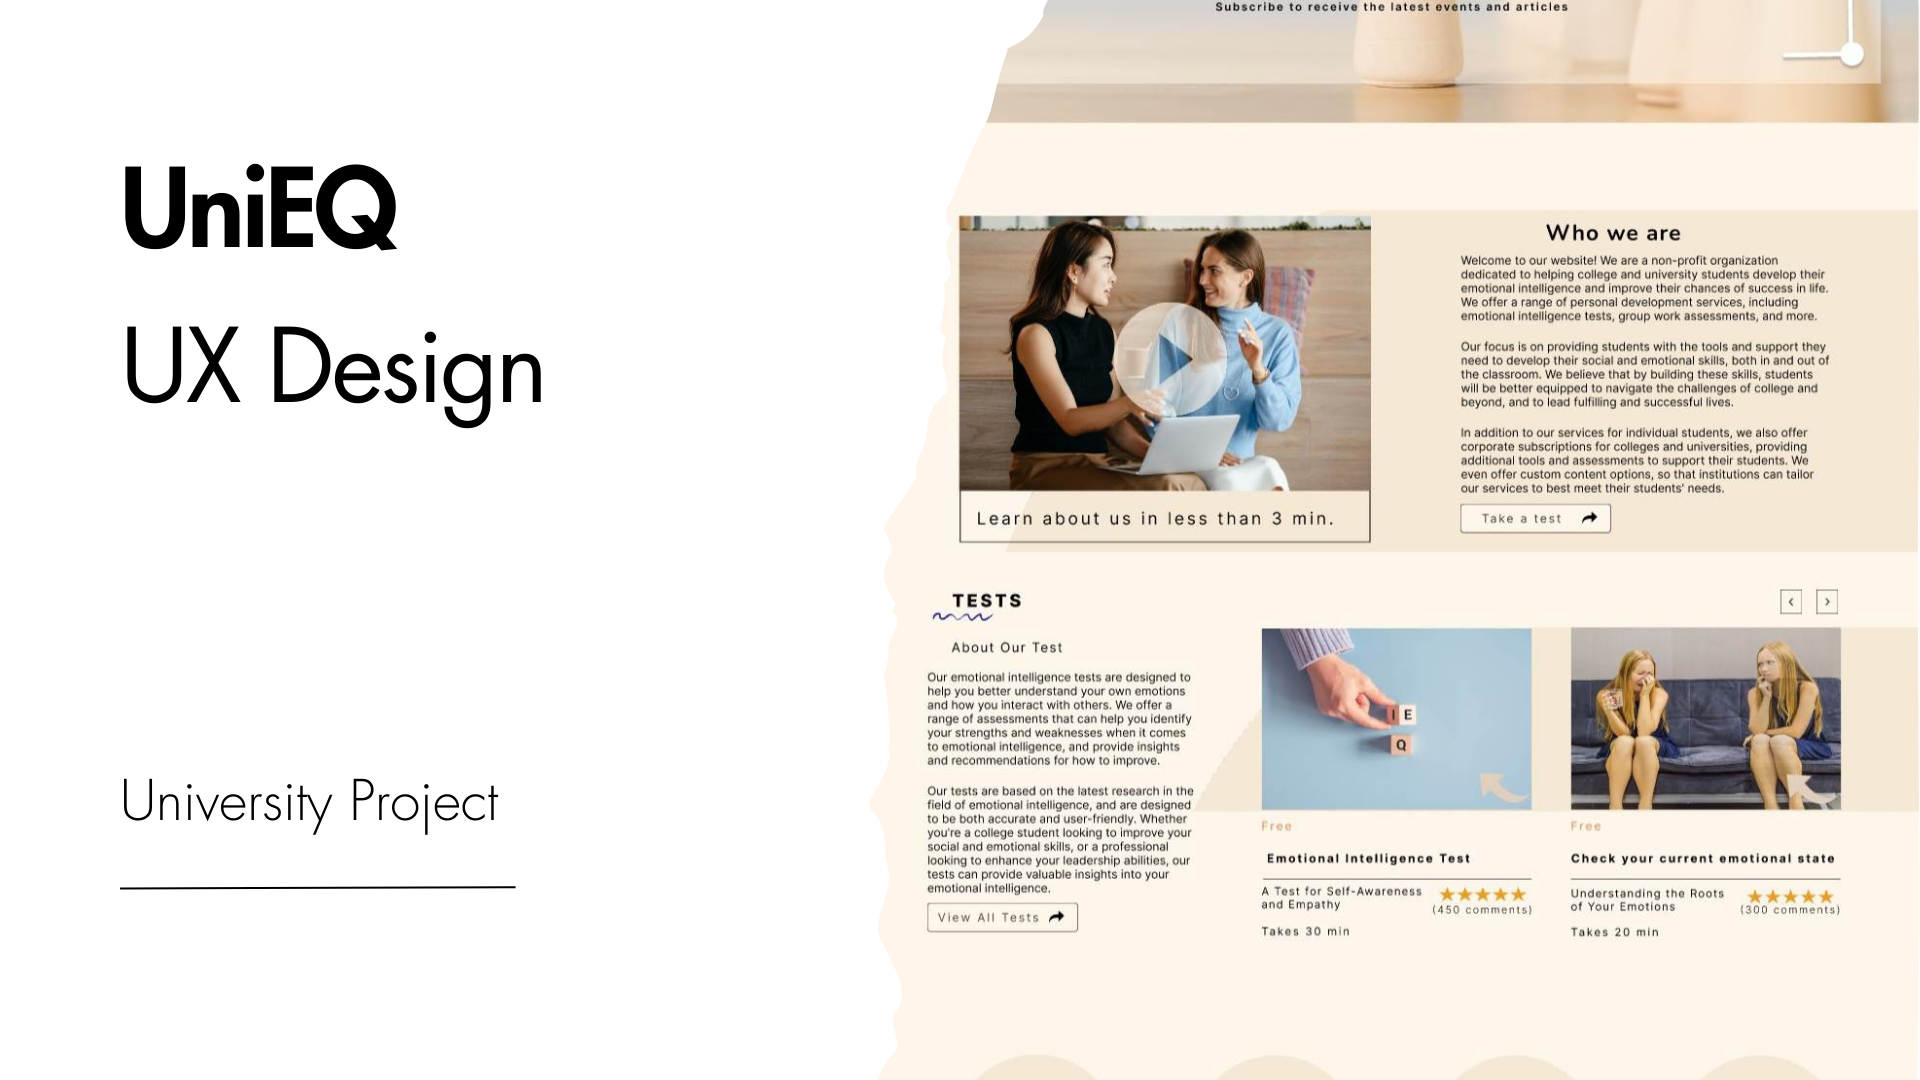 UniEQ
UX Design
University Project
Subscribe to receive the latest events and articles
Learn about us in less than 3 min.
Who we are
Welcome to our website! We are a non-profit organization
dedicated to helping college and university students develop their
emotional intelligence and improve their chances of success in life.
We offer a range of personal development services, including
emotional intelligence tests, group work assessments, and more.
Our focus is on providing students with the tools and support they
need to develop their social and emotional skills, both in and out of
the classroom. We believe that by building these skills, students
will be better equipped to navigate the challenges of college and
beyond, and to lead fulfilling and successful lives.
In addition to our services for individual students, we also offer
corporate subscriptions for colleges and universities, providing
additional tools and assessments to support their students. We
even offer custom content options, so that institutions can tailor
our services to best meet their students' needs.
Take a test
TESTS
About Our Test
Our emotional intelligence tests are designed to
help you better understand your own emotions
and how you interact with others. We offer a
range of assessments that can help you identify
your strengths and weaknesses when it comes
to emotional intelligence, and provide insights
and recommendations for how to improve.
Our tests are based on the latest research in the
field of emotional intelligence, and are designed
to be both accurate and user-friendly. Whether
you're a college student looking to improve your
social and emotional skills, or a professional
looking to enhance your leadership abilities, our
tests can provide valuable insights into your
emotional intelligence.
View All Tests
I E
Q
Free
Emotional Intelligence Test
A Test for Self-Awareness
and Empathy
(450 comments)
Takes 30 min
Free
Check your current emotional state
Understanding the Roots
of Your Emotions
(300 comments)
Takes 20 min